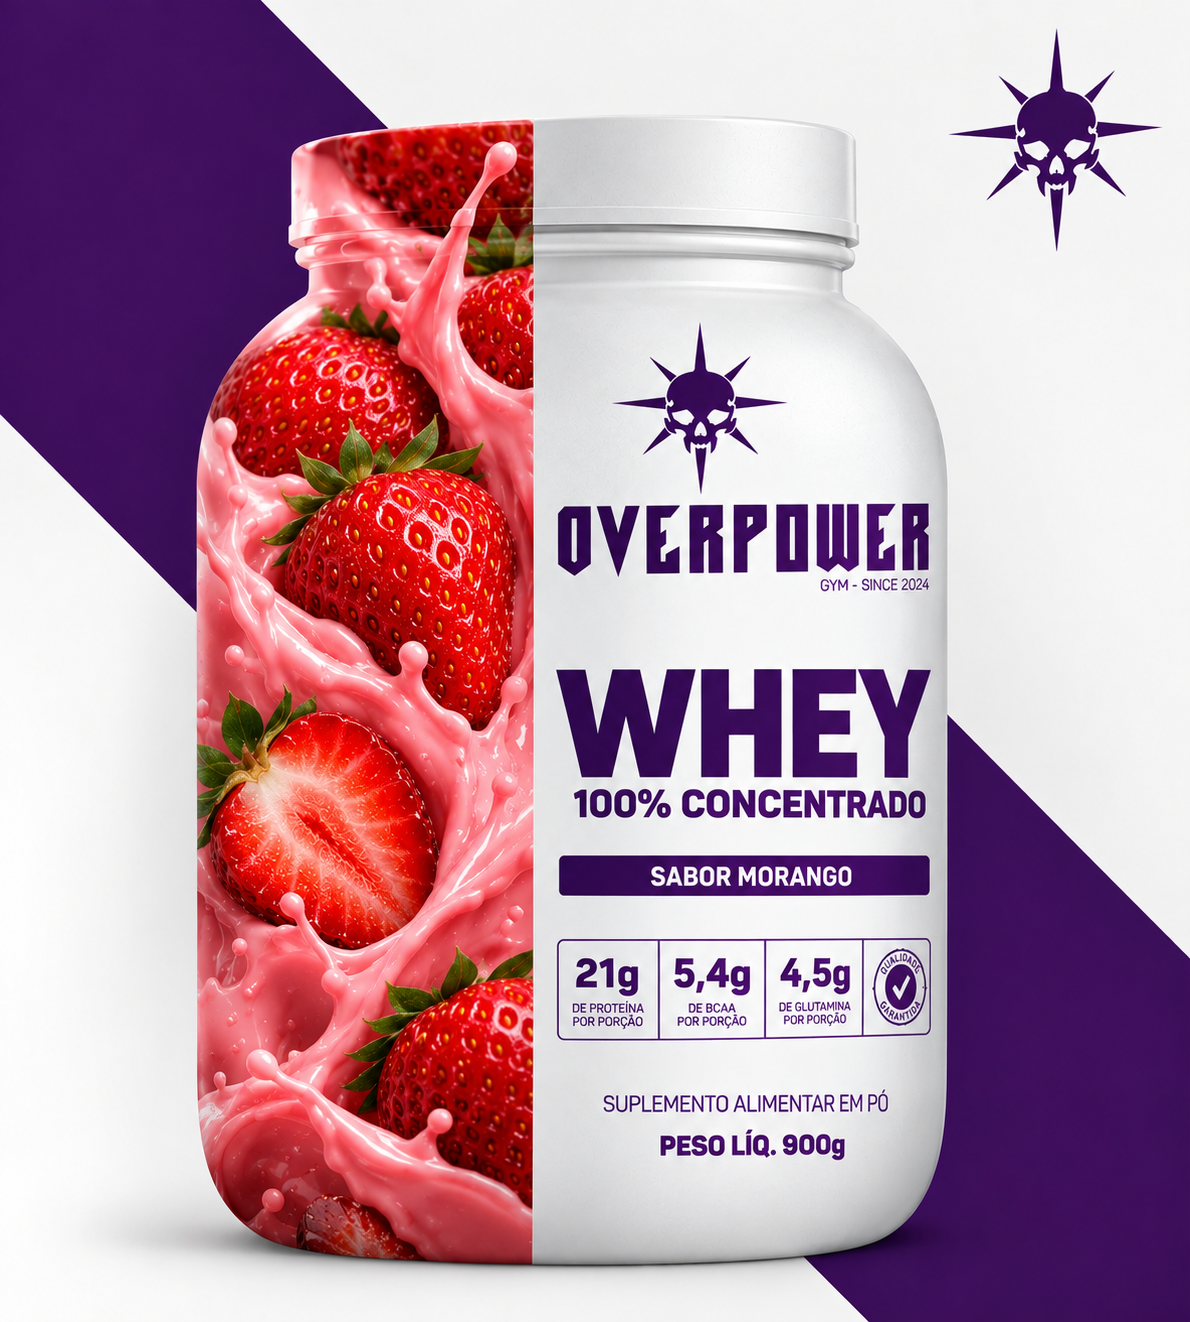 OVERPOWER
GYM - SINCE 2024
WHEY
100% CONCENTRADO
SABOR MORANGO
21g
DE PROTEÍNA
POR PORÇÃO
5,4g
DE BCAA
POR PORÇÃO
4,5g
DE GLUTAMINA
POR PORÇÃO
QUALIDADE
GARANTIDA
SUPLEMENTO ALIMENTAR EM PÓ
PESO LÍQ. 900g